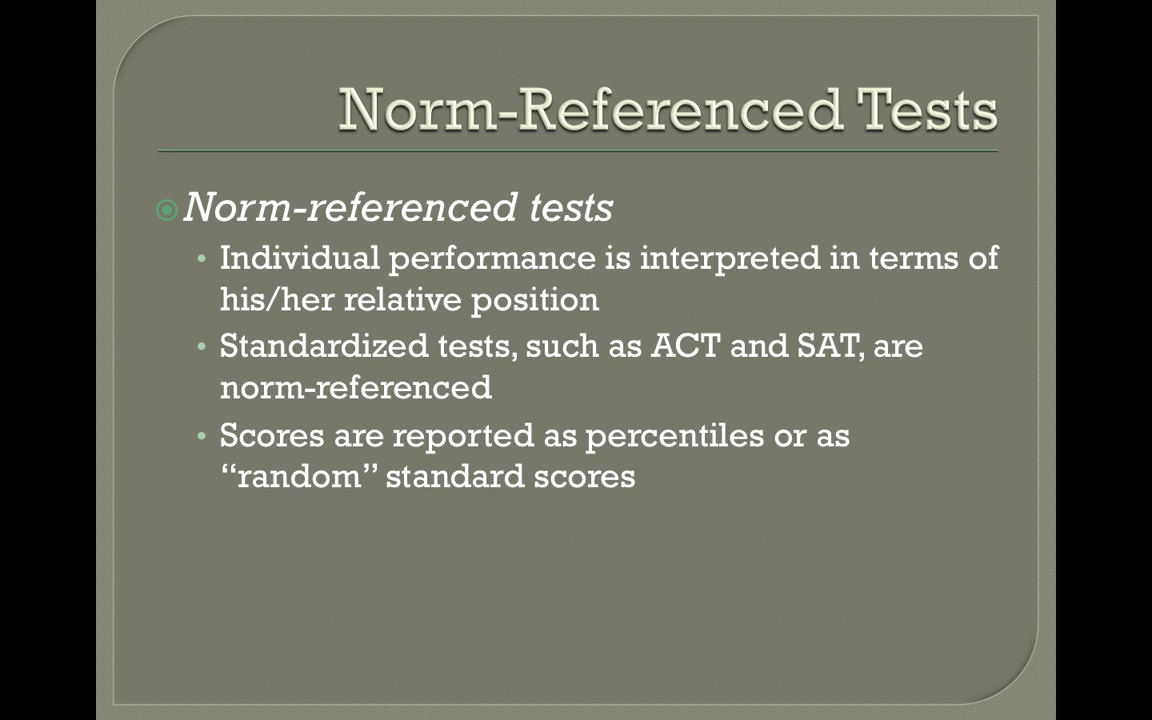 Norm-Referenced Tests
Norm-referenced tests
Individual performance is interpreted in terms of
his/her relative position
Standardized tests, such as ACT and SAT, are
norm-referenced
Scores are reported as percentiles or as
“random” standard scores